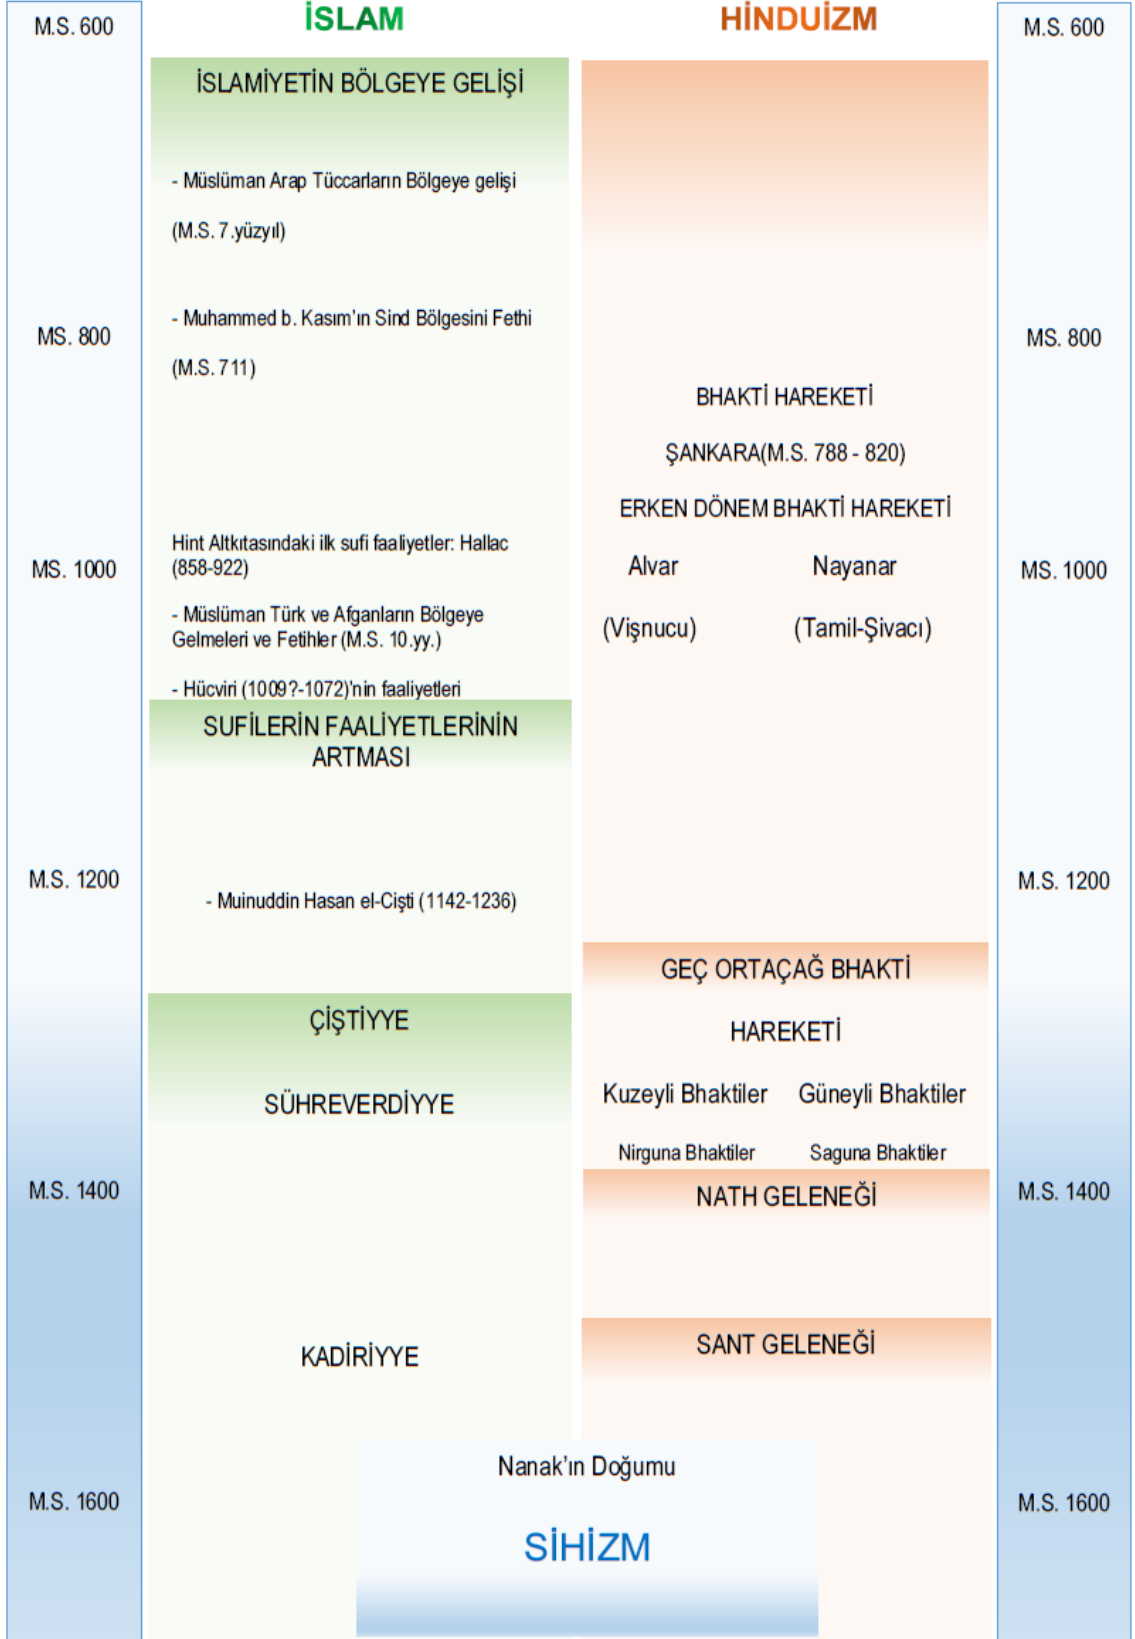 İSLAM
HİNDUİZM
M.S. 600
MS. 800
MS. 1000
M.S. 1200
M.S. 1400
M.S. 1600
İSLAMİYETİN BÖLGEYE GELİŞİ
- Müslüman Arap Tüccarların Bölgeye gelişi
(M.S. 7.yüzyıl)
- Muhammed b. Kasım'ın Sind Bölgesini Fethi
(M.S. 711)
Hint Altkıtasındaki ilk sufi faaliyetler: Hallac
(858-922)
- Müslüman Türk ve Afganların Bölgeye
Gelmeleri ve Fetihler (M.S. 10.yy.)
- Hücviri (1009?-1072)'nin faaliyetleri
SUFİLERİN FAALİYETLERİNİN
ARTMASI
- Muinuddin Hasan el-Cişti (1142-1236)
ÇİŞTİYYE
SÜHREVERDİYYE
KADİRİYYE
BHAKTİ HAREKETİ
ŞANKARA(M.S. 788 - 820)
ERKEN DÖNEM BHAKTİ HAREKETİ
Alvar Nayanar
(Vişnucu) (Tamil-Şivacı)
GEÇ ORTAÇAĞ BHAKTİ
HAREKETİ
Kuzeyli Bhaktiler Güneyli Bhaktiler
Nirguna Bhaktiler Saguna Bhaktiler
NATH GELENEĞİ
SANT GELENEĞİ
Nanak'ın Doğumu
SİHİZM
M.S. 600
MS. 800
MS. 1000
M.S. 1200
M.S. 1400
M.S. 1600